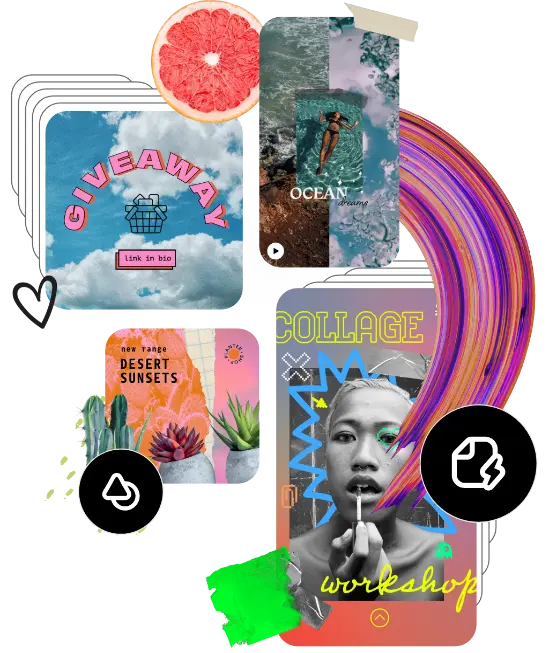 GIVEAWAY
link in bio
OCEAN
dreams
COLLAGE
new range
DESERT
SUNSETS
workshop